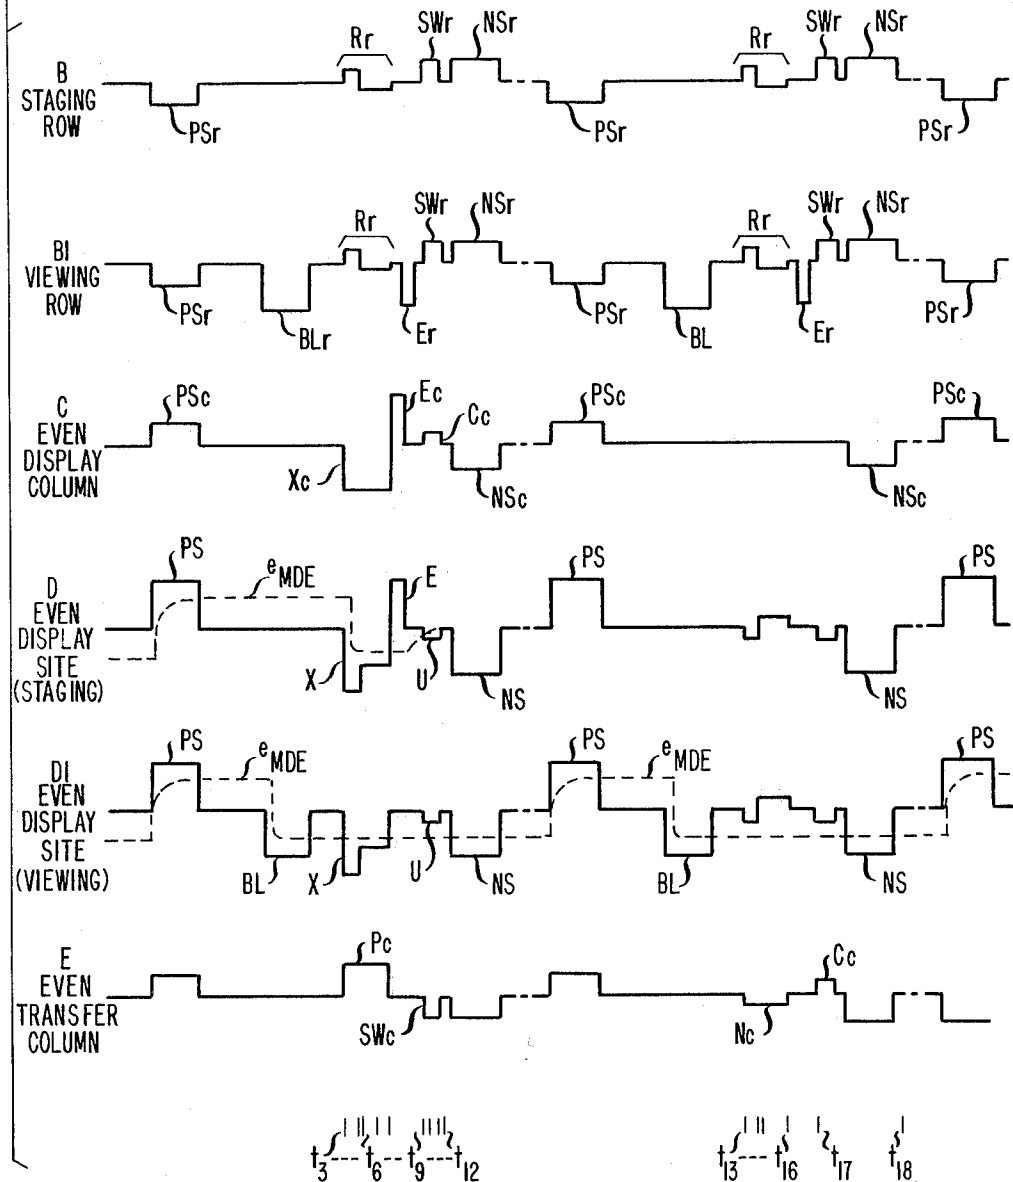 SWr NSr SWr NSr
Rr Rr
B
STAGING
ROW
PSr PSr PSr
SWr NSr SWr NSr
Rr Rr
B1
VIEWING
ROW
PSr BLr Er PSr BL Er PSr
C
EVEN
DISPLAY
COLUMN
PSc Ec Cc PSc PSc
Xc NSc NSc
D
EVEN
DISPLAY
SITE
(STAGING)
PS eMDE E PS PS
X U NS NS
D1
EVEN
DISPLAY
SITE
(VIEWING)
PS eMDE PS eMDE PS
BL X U NS BL NS
E
EVEN
TRANSFER
COLUMN
Pc Cc
SWc Nc
t3---- t6-- t9---- t12 t13---- t16 t17 t18